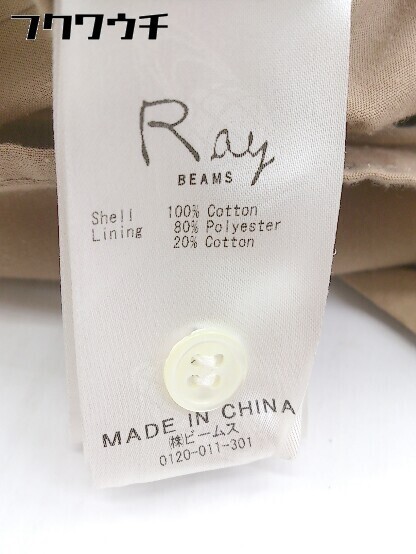 フクワウチ
Ray
BEAMS
Shell 100% Cotton
Lining 80% Polyester
20% Cotton
MADE IN CHINA
㈱ビームス
0120-011-301